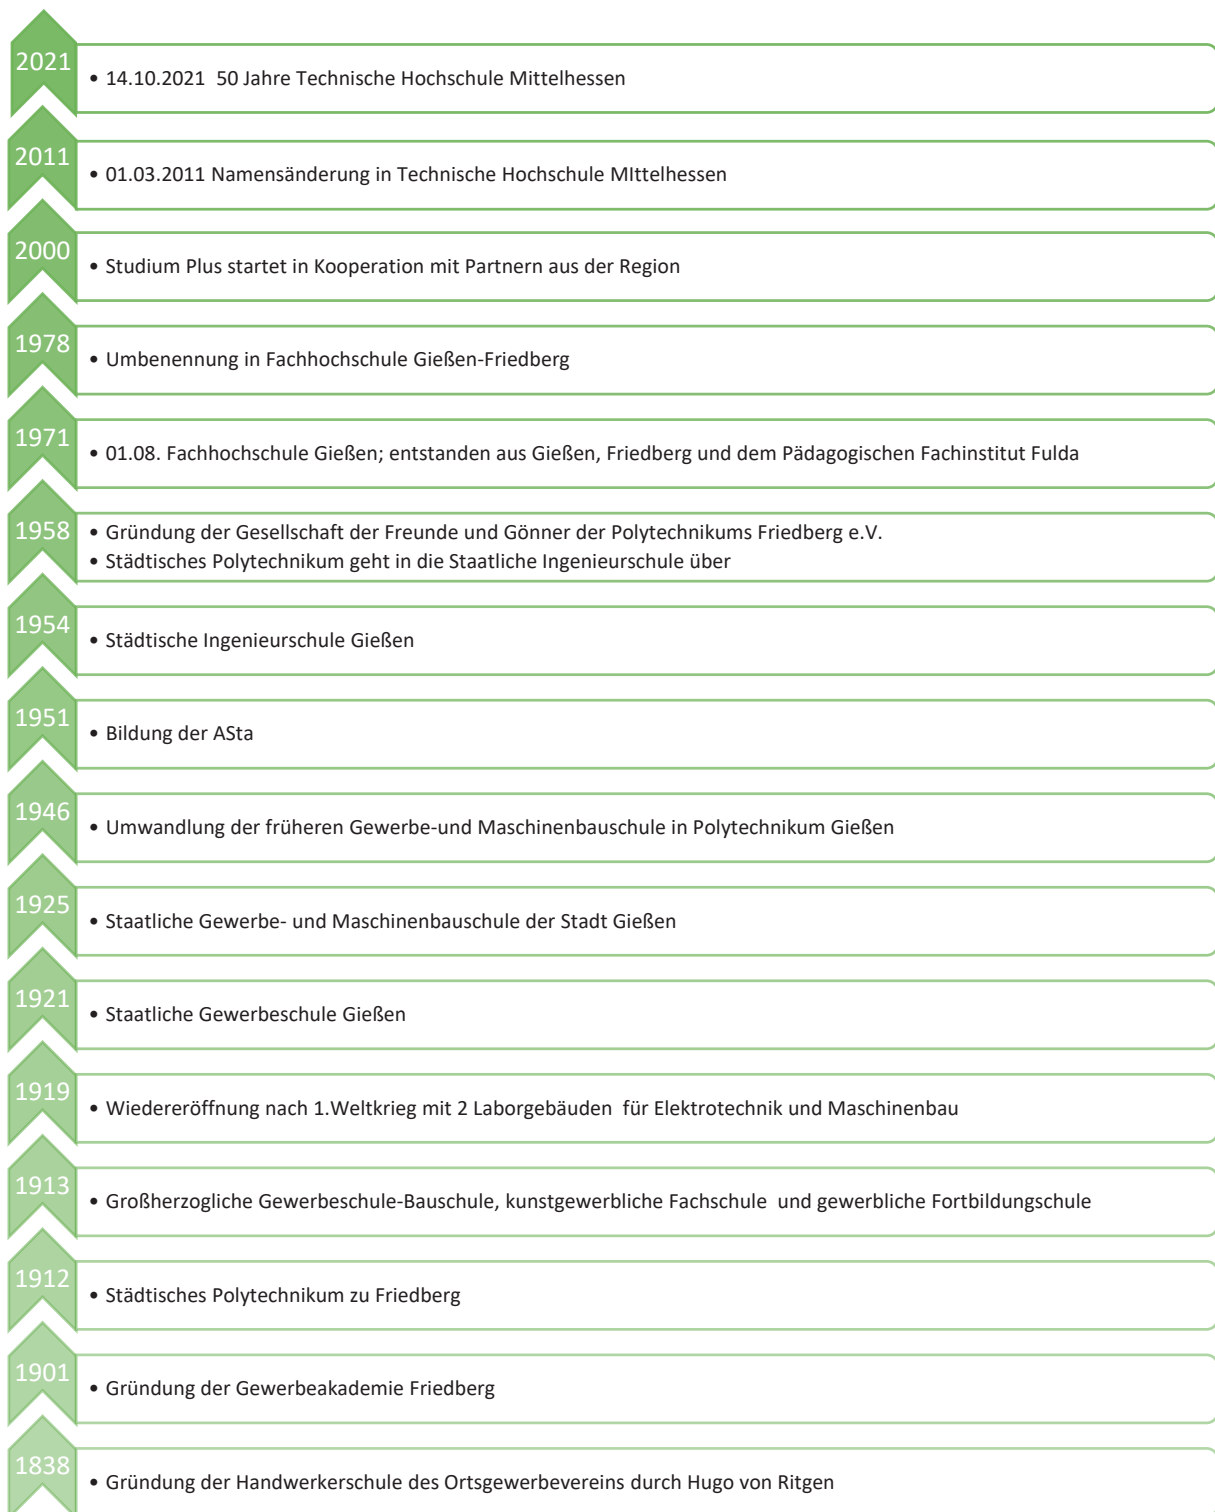 2021
• 14.10.2021  50 Jahre Technische Hochschule Mittelhessen
2011
• 01.03.2011 Namensänderung in Technische Hochschule MIttelhessen
2000
• Studium Plus startet in Kooperation mit Partnern aus der Region
1978
• Umbenennung in Fachhochschule Gießen-Friedberg
1971
• 01.08. Fachhochschule Gießen; entstanden aus Gießen, Friedberg und dem Pädagogischen Fachinstitut Fulda
1958
• Gründung der Gesellschaft der Freunde und Gönner der Polytechnikums Friedberg e.V.
• Städtisches Polytechnikum geht in die Staatliche Ingenieurschule über
1954
• Städtische Ingenieurschule Gießen
1951
• Bildung der ASta
1946
• Umwandlung der früheren Gewerbe-und Maschinenbauschule in Polytechnikum Gießen
1925
• Staatliche Gewerbe- und Maschinenbauschule der Stadt Gießen
1921
• Staatliche Gewerbeschule Gießen
1919
• Wiedereröffnung nach 1.Weltkrieg mit 2 Laborgebäuden  für Elektrotechnik und Maschinenbau
1913
• Großherzogliche Gewerbeschule-Bauschule, kunstgewerbliche Fachschule  und gewerbliche Fortbildungschule
1912
• Städtisches Polytechnikum zu Friedberg
1901
• Gründung der Gewerbeakademie Friedberg
1838
• Gründung der Handwerkerschule des Ortsgewerbevereins durch Hugo von Ritgen